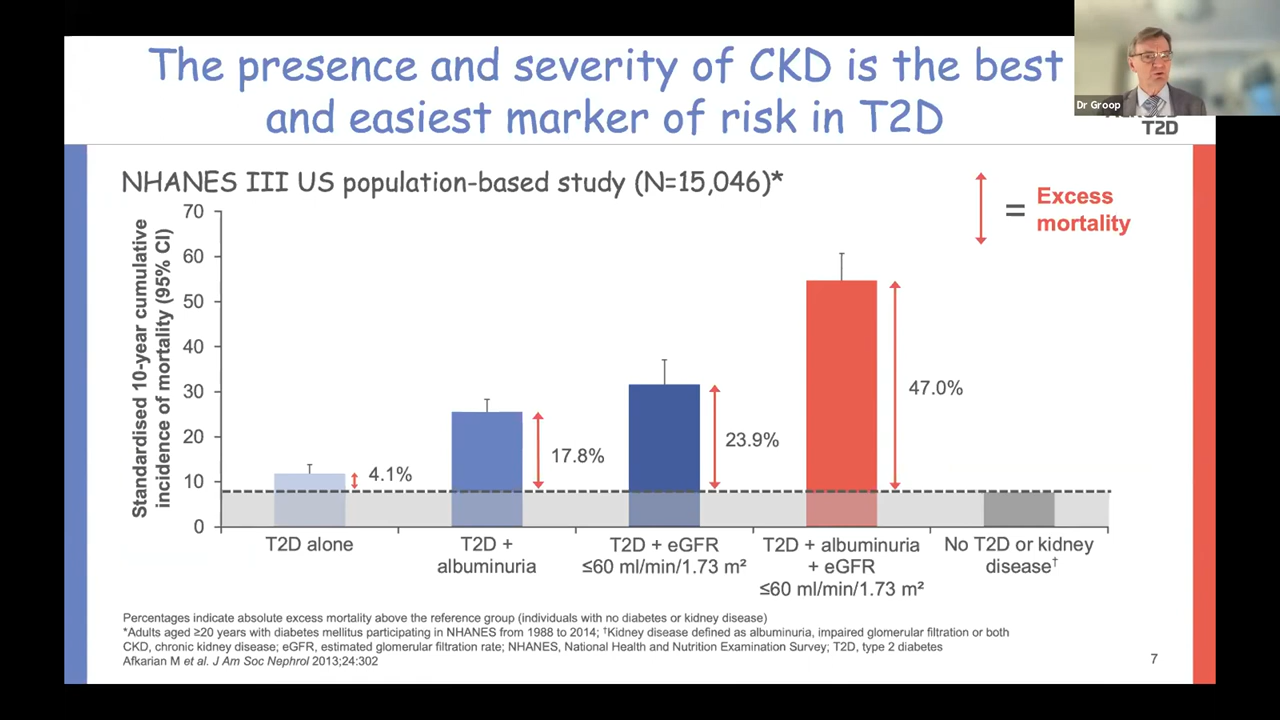 The presence and severity of CKD is the best
and easiest marker of risk in T2D
Dr Groop
T2D
NHANES III US population-based study (N=15,046)*
= Excess
mortality
Standardised 10-year cumulative
incidence of mortality (95% CI)
70
60
50
40
30
20
10
0
4.1%
17.8%
23.9%
47.0%
T2D alone
T2D +
albuminuria
T2D + eGFR
≤60 ml/min/1.73 m²
T2D + albuminuria
+ eGFR
≤60 ml/min/1.73 m²
No T2D or kidney
disease†
Percentages indicate absolute excess mortality above the reference group (individuals with no diabetes or kidney disease)
*Adults aged ≥20 years with diabetes mellitus participating in NHANES from 1988 to 2014; †Kidney disease defined as albuminuria, impaired glomerular filtration or both
CKD, chronic kidney disease; eGFR, estimated glomerular filtration rate; NHANES, National Health and Nutrition Examination Survey; T2D, type 2 diabetes
Afkarian M et al. J Am Soc Nephrol 2013;24:302
7